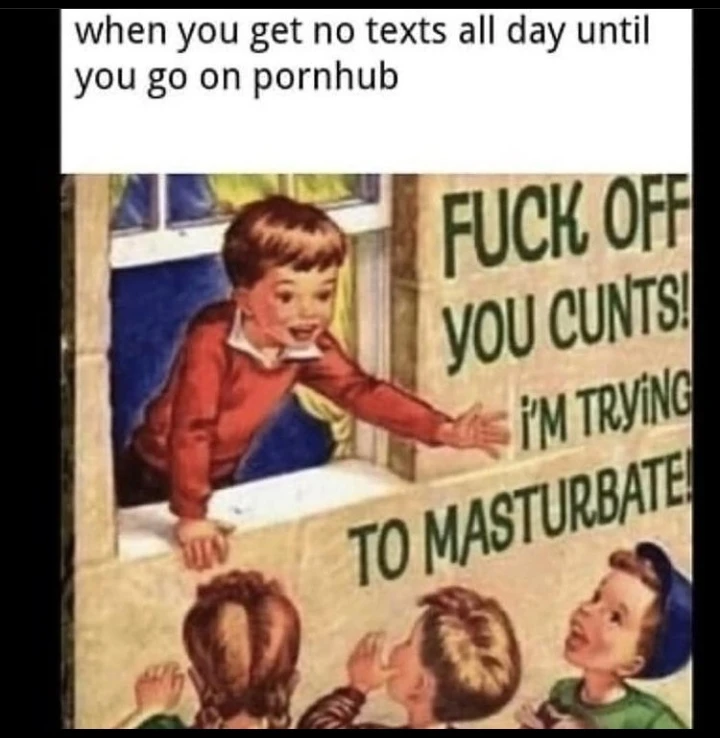 when you get no texts all day until
you go on pornhub
FUCK OFF
YOU CUNTS!
I'M TRYING
TO MASTURBATE!